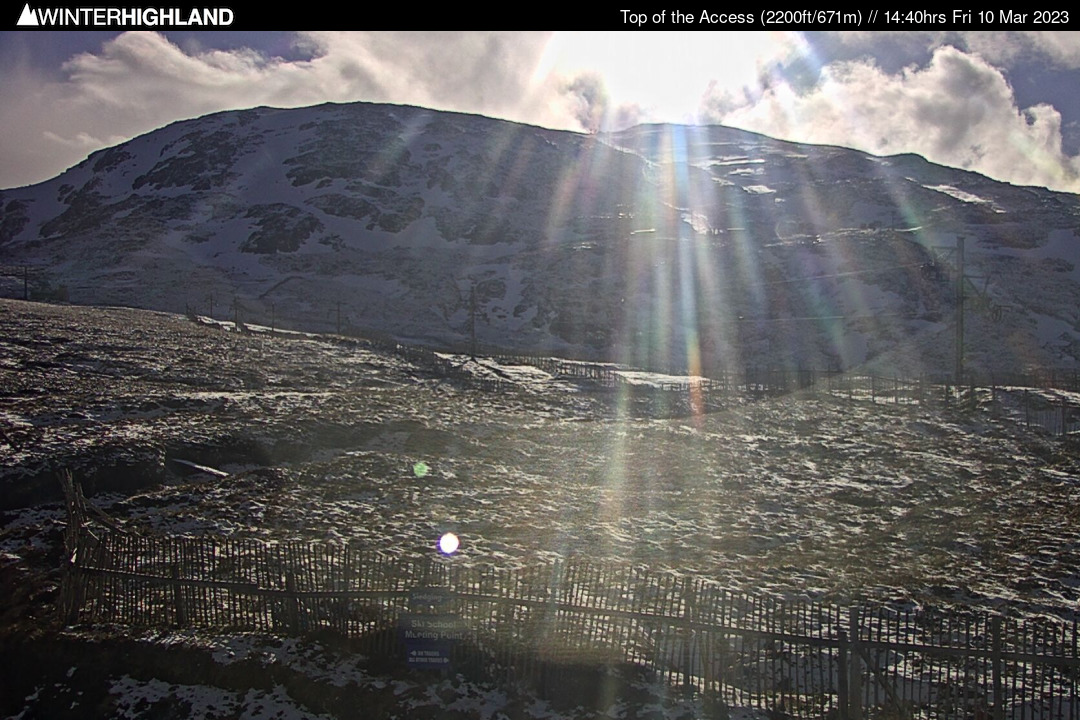 WINTERHIGHLAND
Top of the Access (2200ft/671m) // 14:40hrs Fri 10 Mar 2023
Ski School
Meeting Point